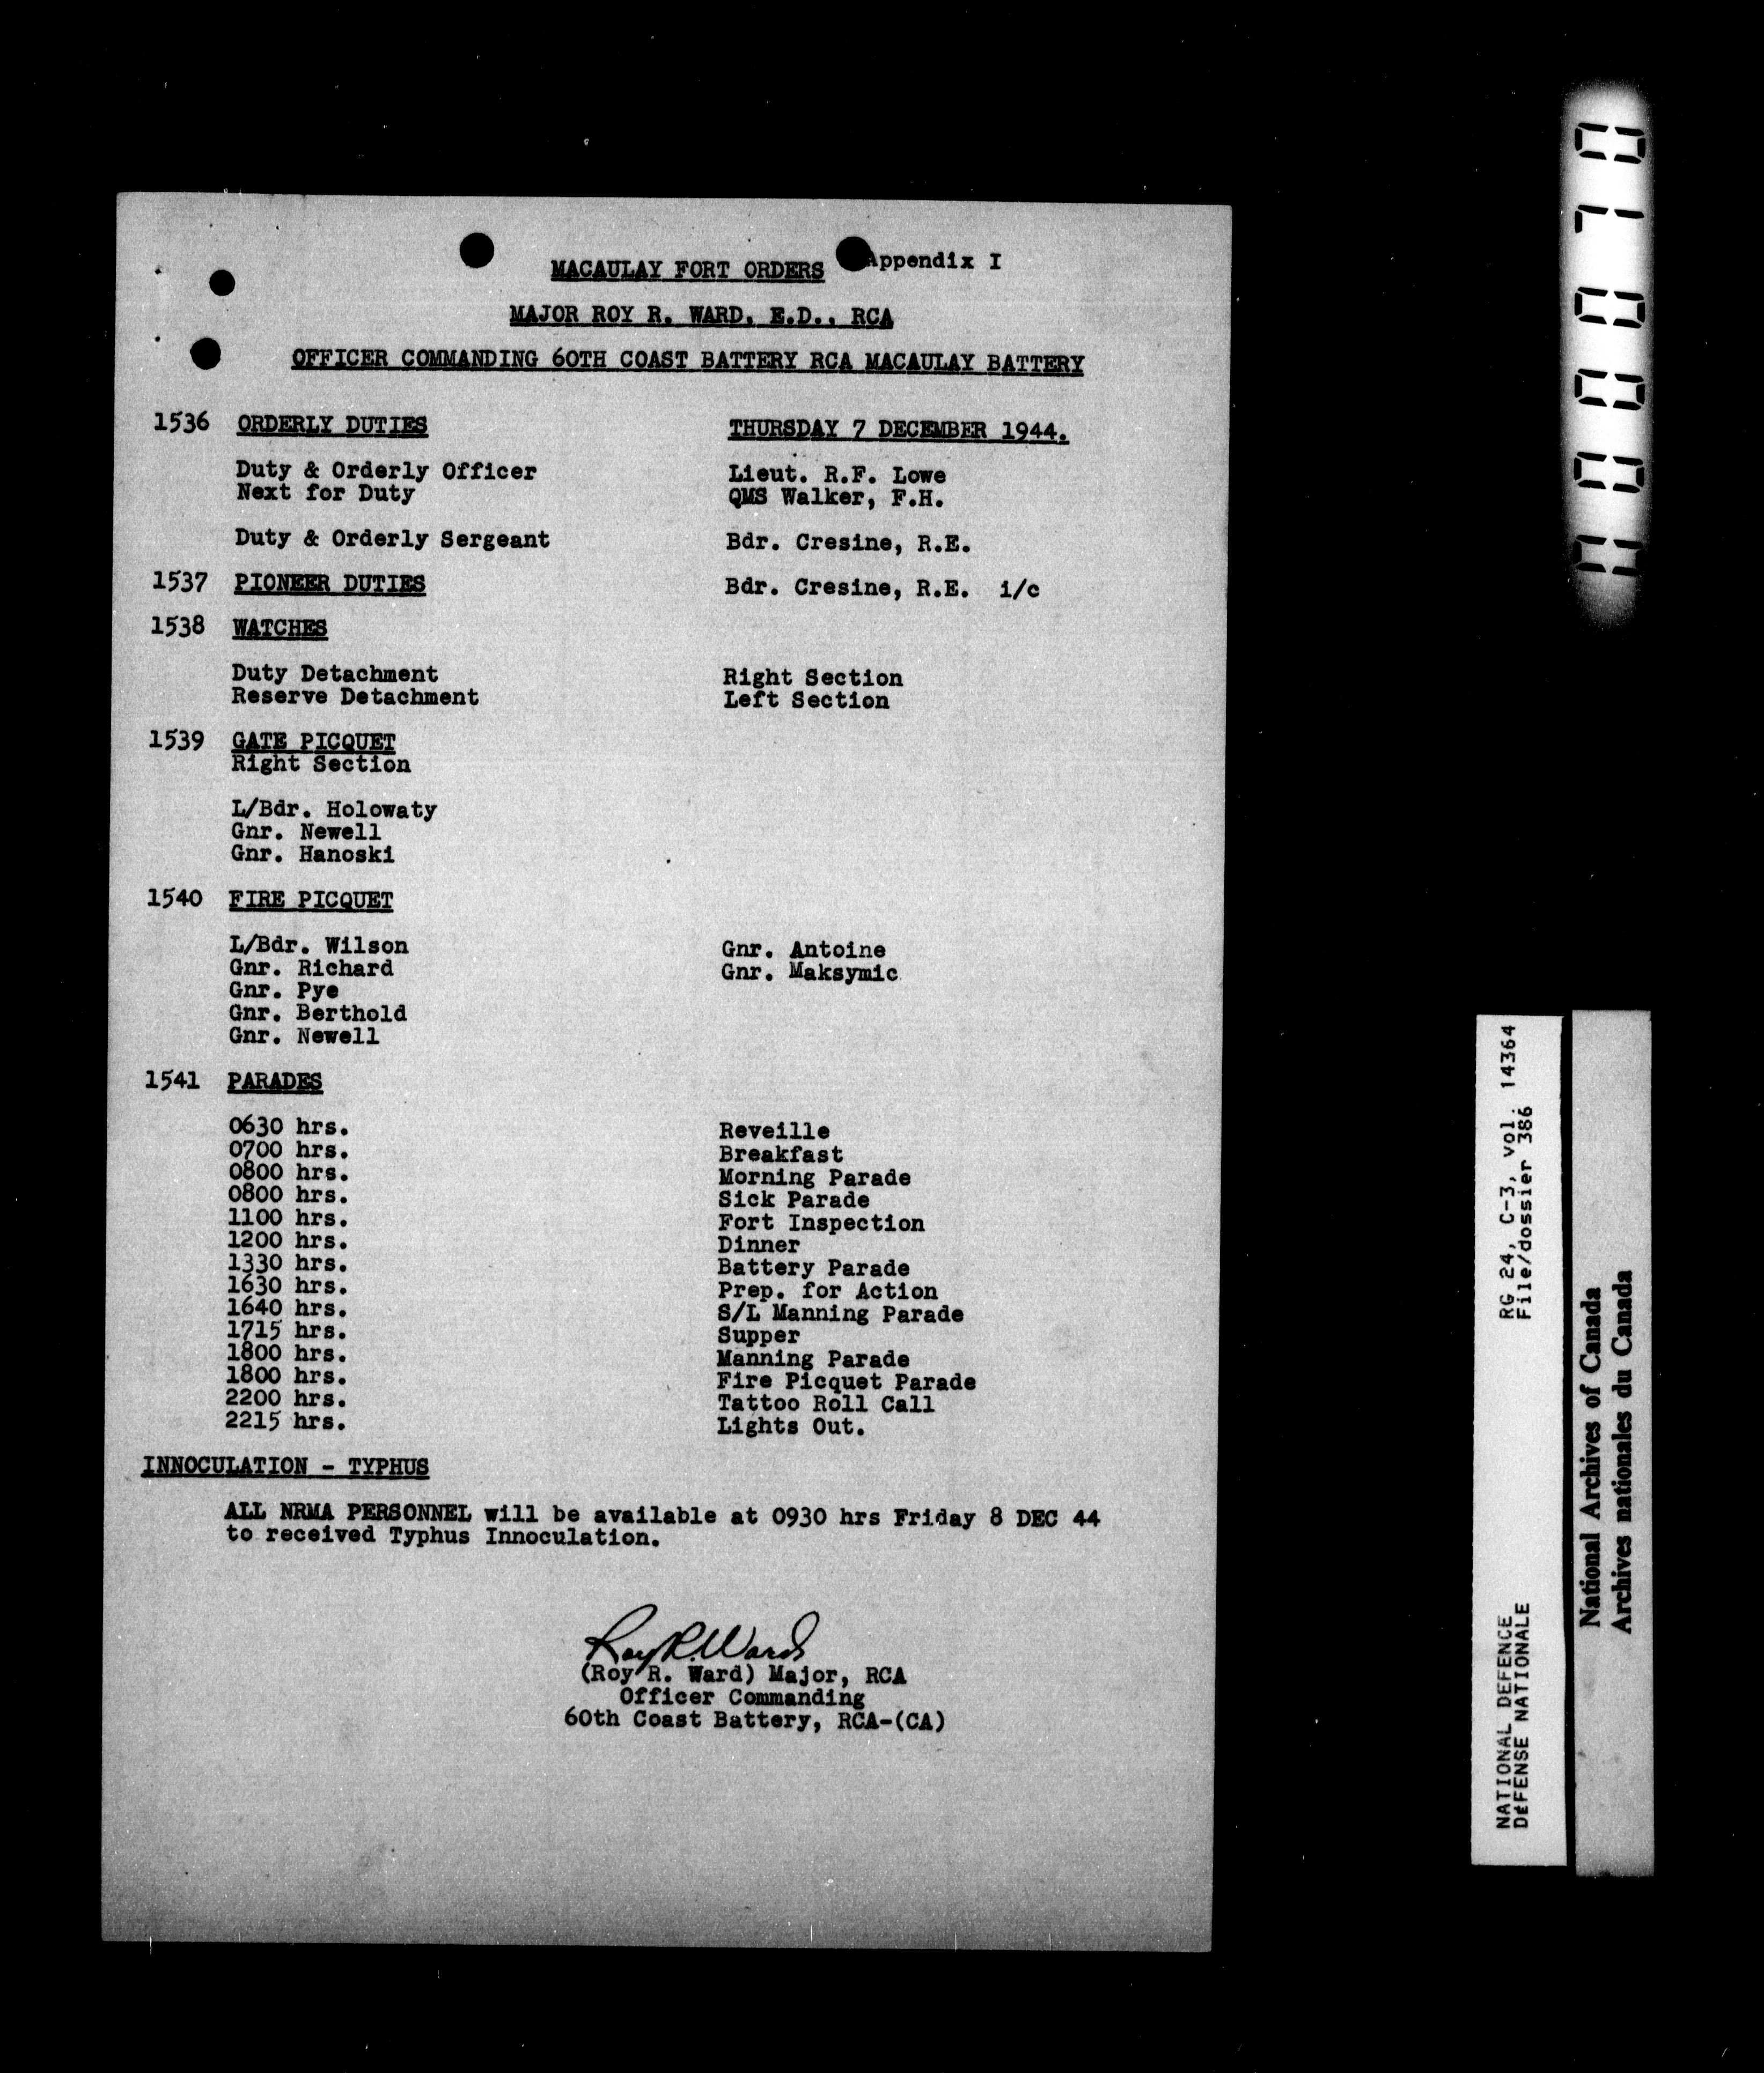 Appendix I
MACAULAY FORT ORDERS
MAJOR ROY R. WARD, E.D., RCA
OFFICER COMMANDING 60TH COAST BATTERY RCA MACAULAY BATTERY
1536 ORDERLY DUTIES THURSDAY 7 DECEMBER 1944.
Duty & Orderly Officer Lieut. R.F. Lowe
Next for Duty QMS Walker, F.H.
Duty & Orderly Sergeant Bdr. Cresine, R.E.
1537 PIONEER DUTIES Bdr. Cresine, R.E. i/c
1538 WATCHES
Duty Detachment Right Section
Reserve Detachment Left Section
1539 GATE PICQUET
Right Section
L/Bdr. Holowaty
Gnr. Newell
Gnr. Hanoski
1540 FIRE PICQUET
L/Bdr. Wilson Gnr. Antoine
Gnr. Richard Gnr. Maksymic
Gnr. Pye
Gnr. Berthold
Gnr. Newell
1541 PARADES
0630 hrs. Reveille
0700 hrs. Breakfast
0800 hrs. Morning Parade
0800 hrs. Sick Parade
1100 hrs. Fort Inspection
1200 hrs. Dinner
1330 hrs. Battery Parade
1630 hrs. Prep. for Action
1640 hrs. S/L Manning Parade
1715 hrs. Supper
1800 hrs. Manning Parade
1800 hrs. Fire Picquet Parade
2200 hrs. Tattoo Roll Call
2215 hrs. Lights Out.
INNOCULATION - TYPHUS
ALL NRMA PERSONNEL will be available at 0930 hrs Friday 8 DEC 44
to received Typhus Innoculation.
Roy R. Ward
(Roy R. Ward) Major, RCA
Officer Commanding
60th Coast Battery, RCA-(CA)
NATIONAL DEFENCE RG 24, C-3, vol. 14364
DÉFENSE NATIONALE File/dossier 386
National Archives of Canada
Archives nationales du Canada